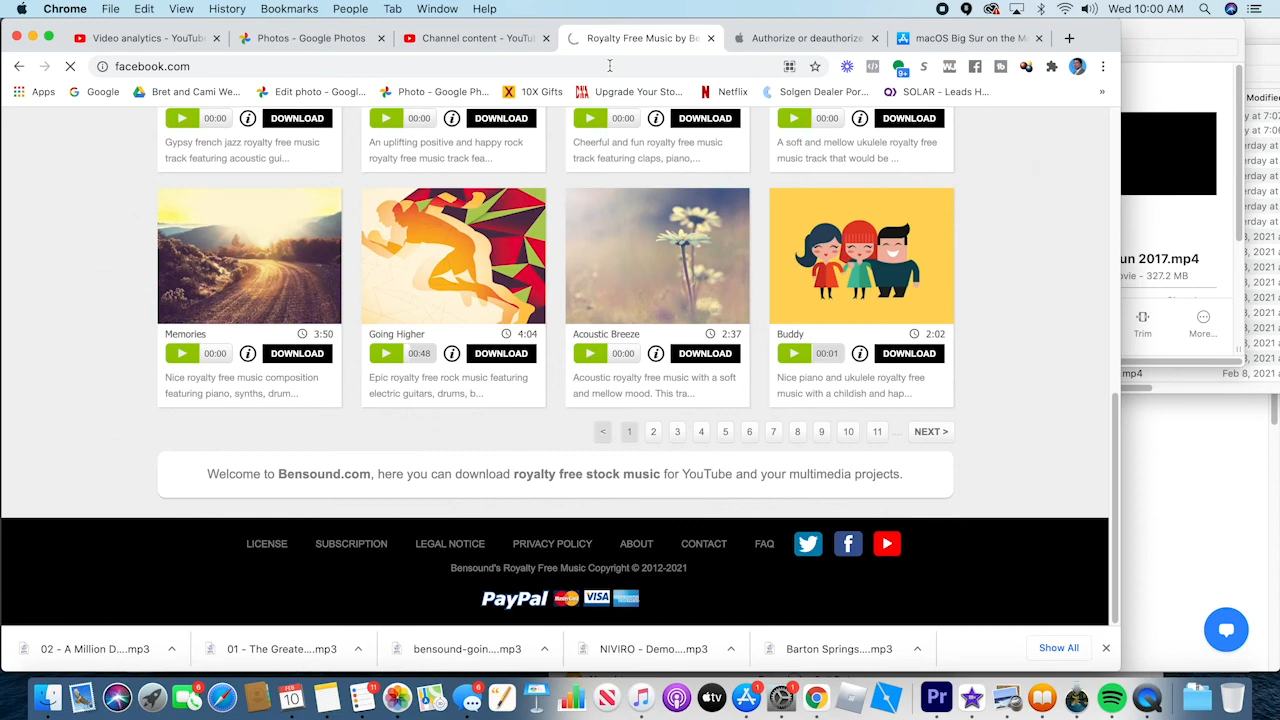 Chrome File Edit View History Bookmarks People Tab Window Help Wed 10:00 AM
Video analytics - YouTub Photos - Google Photos Channel content - YouTu Royalty Free Music by Be Authorize or deauthorize macOS Big Sur on the M
facebook.com
9+
Apps Google Bret and Cami We... Edit photo - Googl... Photo - Google Ph... 10X Gifts Upgrade Your Sto... Netflix Solgen Dealer Por... SOLAR - Leads H... »
Modified
00:00 DOWNLOAD 00:00 DOWNLOAD 00:00 DOWNLOAD 00:00 DOWNLOAD
Gypsy french jazz royalty free music An uplifting positive and happy rock Cheerful and fun royalty free music A soft and mellow ukulele royalty
track featuring acoustic gui... royalty free music track fea... track featuring claps, piano,... free music track that would be ...
un 2017.mp4
ovie - 327.2 MB
Trim More...
Memories 3:50 Going Higher 4:04 Acoustic Breeze 2:37 Buddy 2:02
00:00 DOWNLOAD 00:48 DOWNLOAD 00:00 DOWNLOAD 00:01 DOWNLOAD
.mp4 Feb 8, 2021 a
Nice royalty free music composition Epic royalty free rock music featuring Acoustic royalty free music with a soft Nice piano and ukulele royalty free
featuring piano, synths, drum... electric guitars, drums, b... and mellow mood. This tra... music with a childish and hap...
< 1 2 3 4 5 6 7 8 9 10 11 .... NEXT >
Welcome to Bensound.com, here you can download royalty free stock music for YouTube and your multimedia projects.
LICENSE SUBSCRIPTION LEGAL NOTICE PRIVACY POLICY ABOUT CONTACT FAQ
Bensound's Royalty Free Music Copyright © 2012-2021
PayPal MasterCard VISA
02 - A Million D....mp3 01 - The Greate....mp3 bensound-goin....mp3 NIVIRO - Demo....mp3 Barton Springs....mp3 Show All